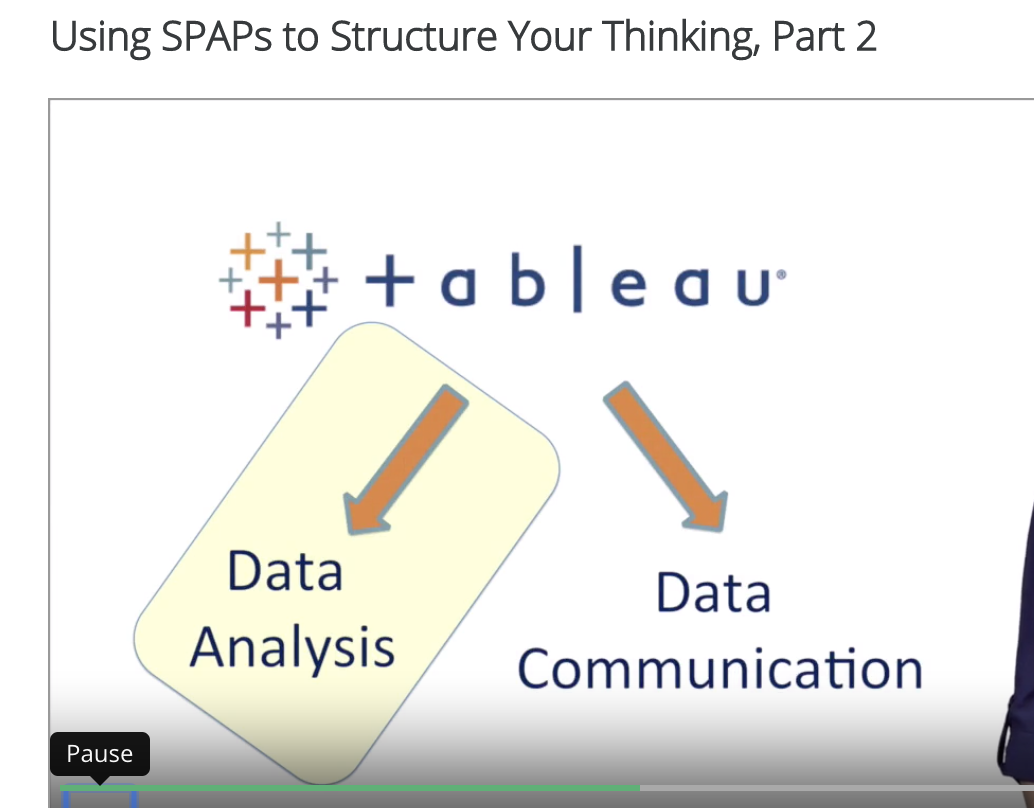 Using SPAPs to Structure Your Thinking, Part 2
+ a b l e a u®
Data
Analysis
Data
Communication
Pause